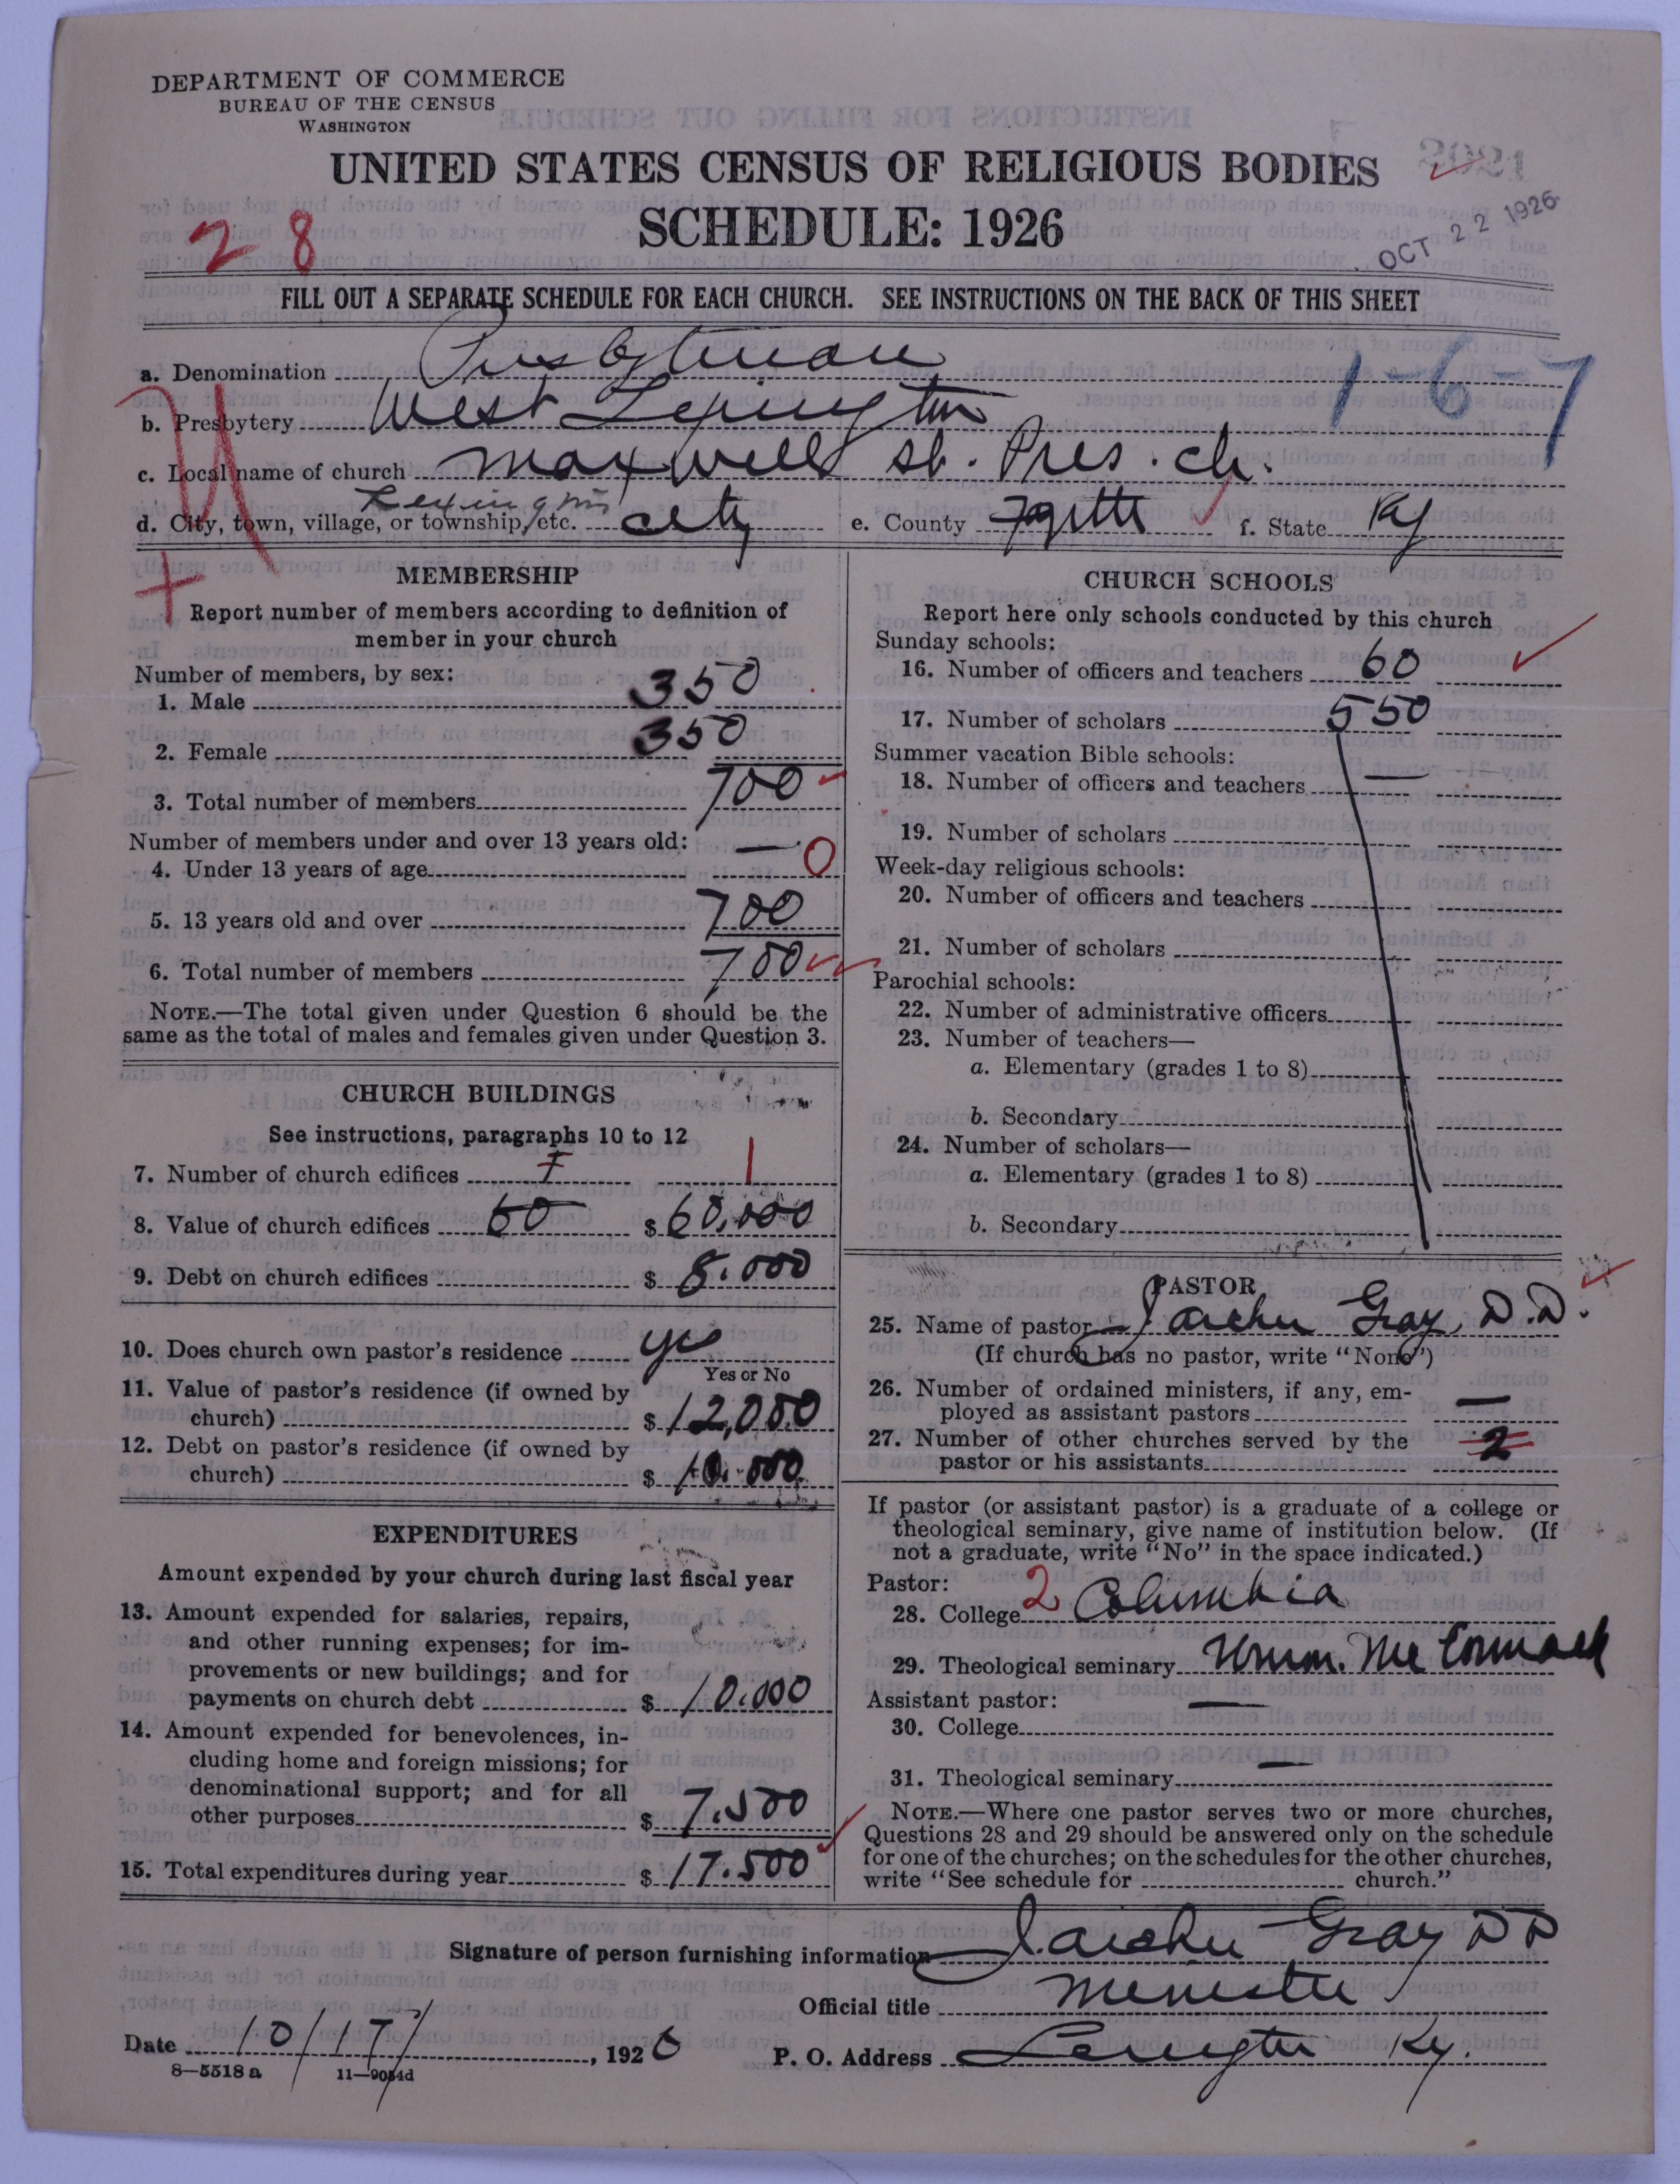 DEPARTMENT OF COMMERCE
BUREAU OF THE CENSUS
WASHINGTON
UNITED STATES CENSUS OF RELIGIOUS BODIES
SCHEDULE: 1926
28
OCT 22 1926
FILL OUT A SEPARATE SCHEDULE FOR EACH CHURCH. SEE INSTRUCTIONS ON THE BACK OF THIS SHEET
a. Denomination Presbyterian
1-6-7
b. Presbytery West Lexington
c. Local name of church Maxwell St. Pres. ch.
d. City, town, village, or township, etc. Lexington city e. County Fayette f. State Ky
MEMBERSHIP
Report number of members according to definition of
member in your church
Number of members, by sex:
1. Male 350
2. Female 350
3. Total number of members 700
Number of members under and over 13 years old:
4. Under 13 years of age — 0
5. 13 years old and over 700
6. Total number of members 700
NOTE.—The total given under Question 6 should be the
same as the total of males and females given under Question 3.
CHURCH BUILDINGS
See instructions, paragraphs 10 to 12
7. Number of church edifices 1
8. Value of church edifices 60 $ 60,000
9. Debt on church edifices $ 8.000
10. Does church own pastor's residence yes
Yes or No
11. Value of pastor's residence (if owned by
church) $ 12,000
12. Debt on pastor's residence (if owned by
church) $ 10.000
EXPENDITURES
Amount expended by your church during last fiscal year
13. Amount expended for salaries, repairs,
and other running expenses; for im-
provements or new buildings; and for
payments on church debt $ 10.000
14. Amount expended for benevolences, in-
cluding home and foreign missions; for
denominational support; and for all
other purposes $ 7.500
15. Total expenditures during year $ 17.500
CHURCH SCHOOLS
Report here only schools conducted by this church
Sunday schools:
16. Number of officers and teachers 60
17. Number of scholars 550
Summer vacation Bible schools:
18. Number of officers and teachers —
19. Number of scholars
Week-day religious schools:
20. Number of officers and teachers
21. Number of scholars
Parochial schools:
22. Number of administrative officers
23. Number of teachers—
a. Elementary (grades 1 to 8)
b. Secondary
24. Number of scholars—
a. Elementary (grades 1 to 8)
b. Secondary
PASTOR
25. Name of pastor J. Archer Gray, D.D.
(If church has no pastor, write "None")
26. Number of ordained ministers, if any, em-
ployed as assistant pastors —
27. Number of other churches served by the
pastor or his assistants 2
If pastor (or assistant pastor) is a graduate of a college or
theological seminary, give name of institution below. (If
not a graduate, write "No" in the space indicated.)
Pastor:
28. College 2 Columbia
29. Theological seminary Union. McCormack
Assistant pastor:
30. College —
31. Theological seminary —
NOTE.—Where one pastor serves two or more churches,
Questions 28 and 29 should be answered only on the schedule
for one of the churches; on the schedules for the other churches,
write "See schedule for church."
Signature of person furnishing information J. Archer Gray DD
Official title Minister
Date 10/17/, 1926 P. O. Address Lexington Ky.
8—5518a 11—9054d